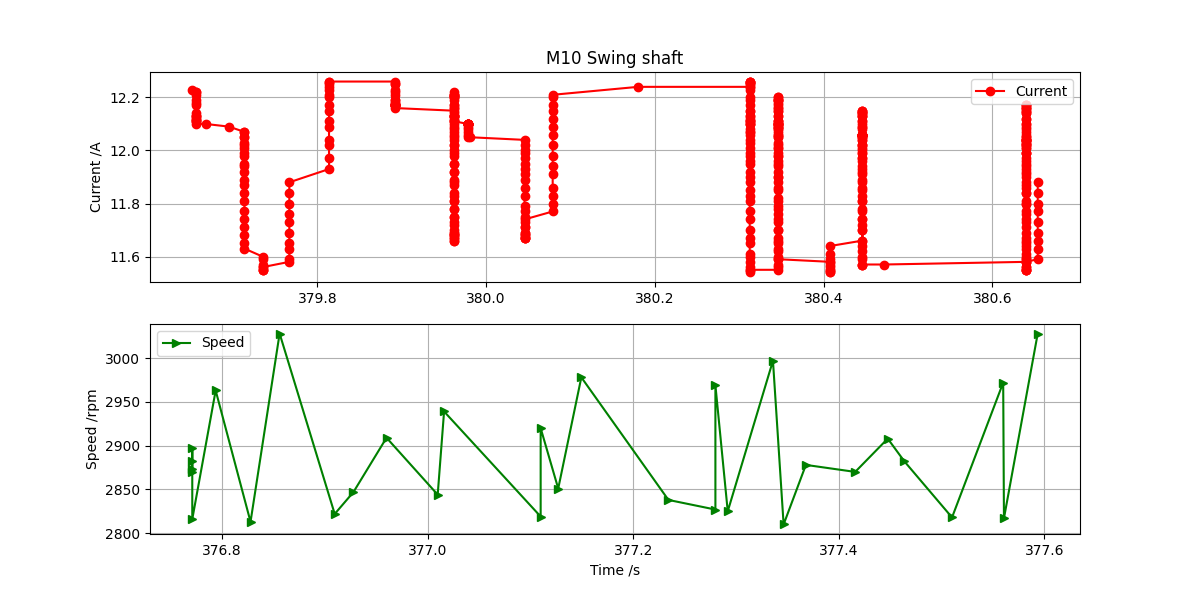 M10 Swing shaft
Current /A
12.2
12.0
11.8
11.6
Current
379.8 380.0 380.2 380.4 380.6
Speed /rpm
3000
2950
2900
2850
2800
Speed
376.8 377.0 377.2 377.4 377.6
Time /s